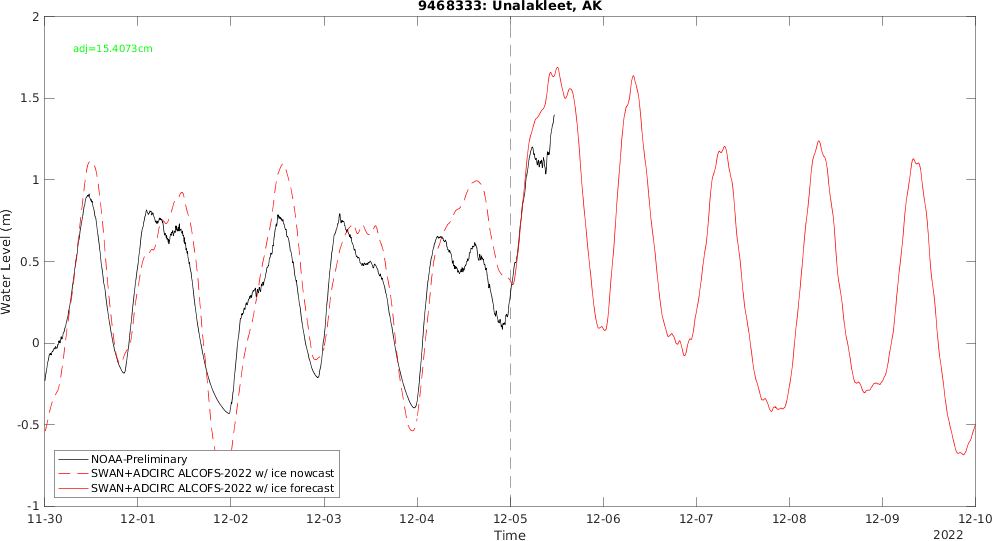 9468333: Unalakleet, AK
2
adj=15.4073cm
1.5
1
0.5
0
-0.5
-1
Water Level (m)
NOAA-Preliminary
SWAN+ADCIRC ALCOFS-2022 w/ ice nowcast
SWAN+ADCIRC ALCOFS-2022 w/ ice forecast
11-30 12-01 12-02 12-03 12-04 12-05 12-06 12-07 12-08 12-09 12-10
Time
2022